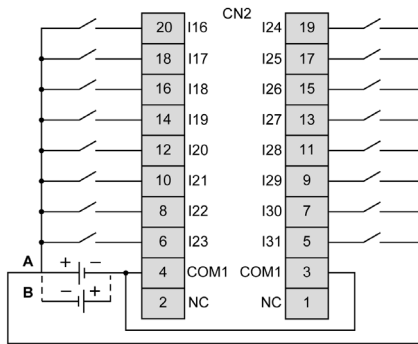 CN2
20 I16 I24 19
18 I17 I25 17
16 I18 I26 15
14 I19 I27 13
12 I20 I28 11
10 I21 I29 9
8 I22 I30 7
6 I23 I31 5
A + −
4 COM1 COM1 3
B − +
2 NC NC 1